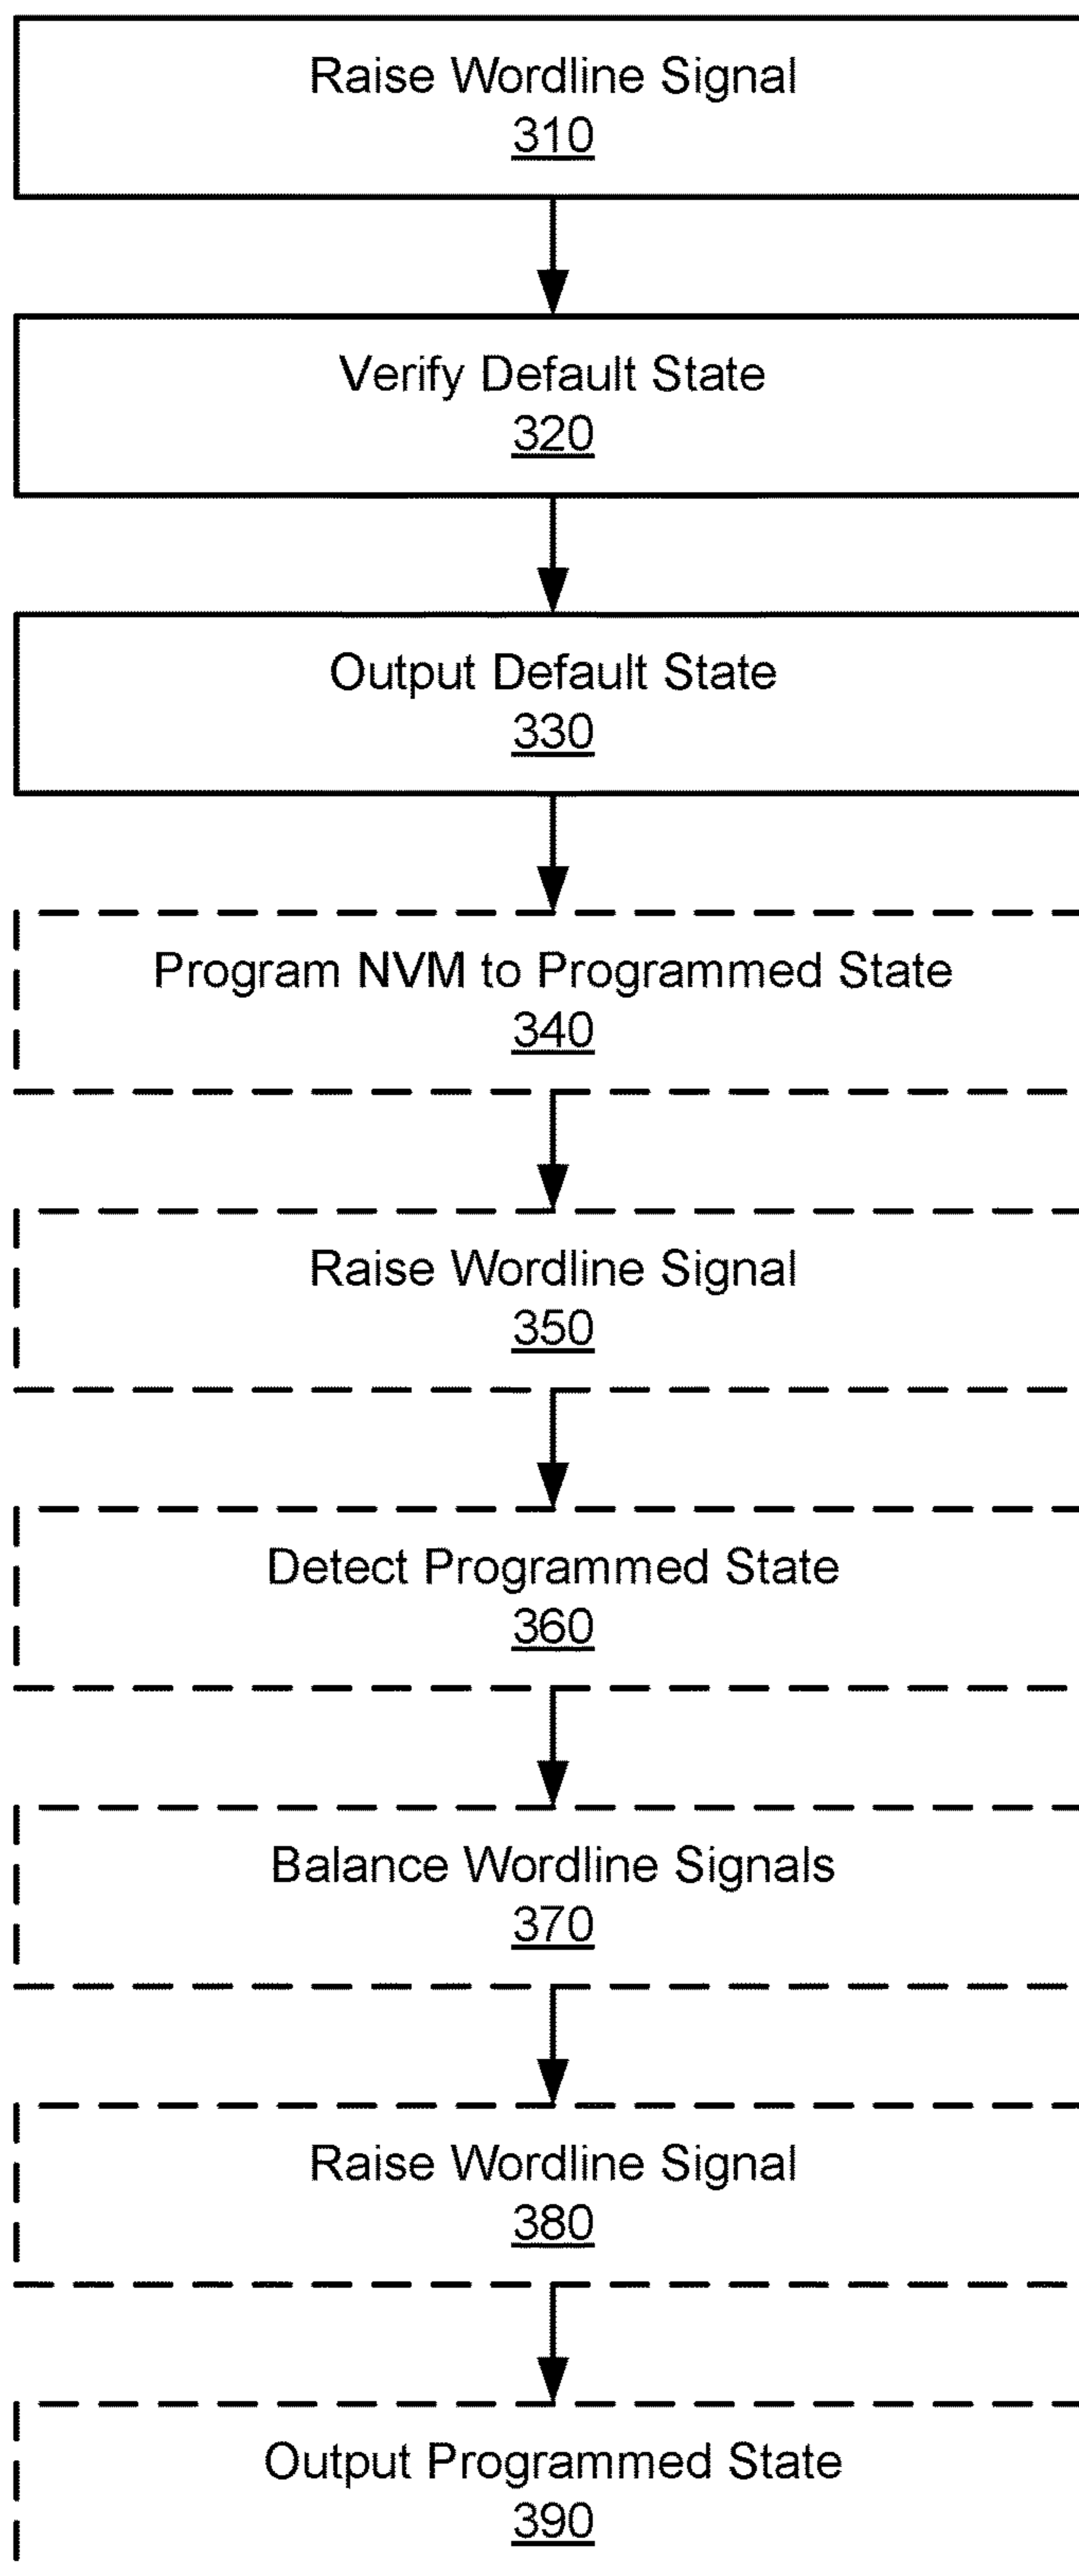 Raise Wordline Signal
310
Verify Default State
320
Output Default State
330
Program NVM to Programmed State
340
Raise Wordline Signal
350
Detect Programmed State
360
Balance Wordline Signals
370
Raise Wordline Signal
380
Output Programmed State
390